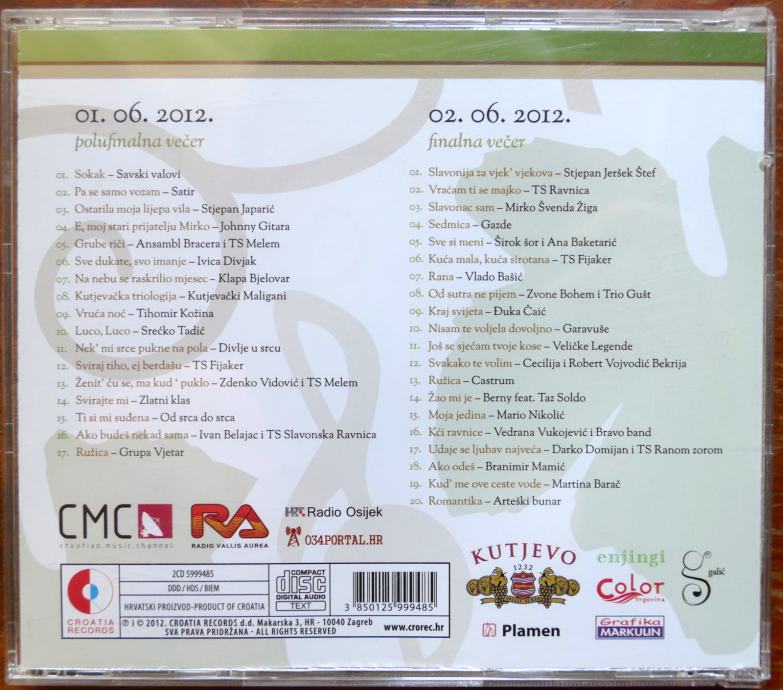 01. 06. 2012.
polufinalna večer
01. Sokak – Savski valovi
02. Pa se samo vozam – Satir
03. Ostarila moja lijepa vila – Stjepan Japarić
04. E, moj stari prijatelju Mirko – Johnny Gitara
05. Grube riči – Ansambl Bracera i TS Melem
06. Sve dukate, svo imanje – Ivica Divjak
07. Na nebu se raskrilio mjesec – Klapa Bjelovar
08. Kutjevačka triologija – Kutjevački Maligani
09. Vruća noć – Tihomir Kožina
10. Luco, Luco – Srećko Tadić
11. Nek' mi srce pukne na pola – Divlje u srcu
12. Sviraj tiho, ej berdašu – TS Fijaker
13. Ženit' ću se, ma kud ' puklo – Zdenko Vidović i TS Melem
14. Svirajte mi – Zlatni klas
15. Ti si mi suđena – Od srca do srca
16. Ako budeš nekad sama – Ivan Belajac i TS Slavonska Ravnica
17. Ružica – Grupa Vjetar
02. 06. 2012.
finalna večer
01. Slavonija za vjek' vjekova – Stjepan Jeršek Štef
02. Vraćam ti se majko – TS Ravnica
03. Slavonac sam – Mirko Švenda Žiga
04. Sedmica – Gazde
05. Sve si meni – Širok šor i Ana Baketarić
06. Kuća mala, kuća sirotana – TS Fijaker
07. Rana – Vlado Bašić
08. Od sutra ne pijem – Zvone Bohem i Trio Gušt
09. Kraj svijeta – Đuka Čaić
10. Nisam te voljela dovoljno – Garavuše
11. Još se sjećam tvoje kose – Veličke Legende
12. Svakako te volim – Cecilija i Robert Vojvodić Bekrija
13. Ružica – Castrum
14. Žao mi je – Berny feat. Taz Soldo
15. Moja jedina – Mario Nikolić
16. Kći ravnice – Vedrana Vukojević i Bravo band
17. Udaje se ljubav najveća – Darko Domijan i TS Ranom zorom
18. Ako odeš – Branimir Mamić
19. Kud' me ove ceste vode – Martina Barač
20. Romantika – Arteški bunar
CMC
croatian music channel
RA
RADIO VALLIS AUREA
HRT Radio Osijek
034PORTAL.HR
CROATIA
RECORDS
2CD 5999485
DDD / HDS / BIEM
HRVATSKI PROIZVOD-PRODUCT OF CROATIA
COMPACT
disc
DIGITAL AUDIO
TEXT
3 850125 999485
℗ i © 2012. CROATIA RECORDS d.d. Makarska 3, HR - 10040 Zagreb
SVA PRAVA PRIDRŽANA - ALL RIGHTS RESERVED
www.crorec.hr
KUTJEVO
1232
Plamen
enjingi
Color
trgovina
Grafika
MARKULIN
galić